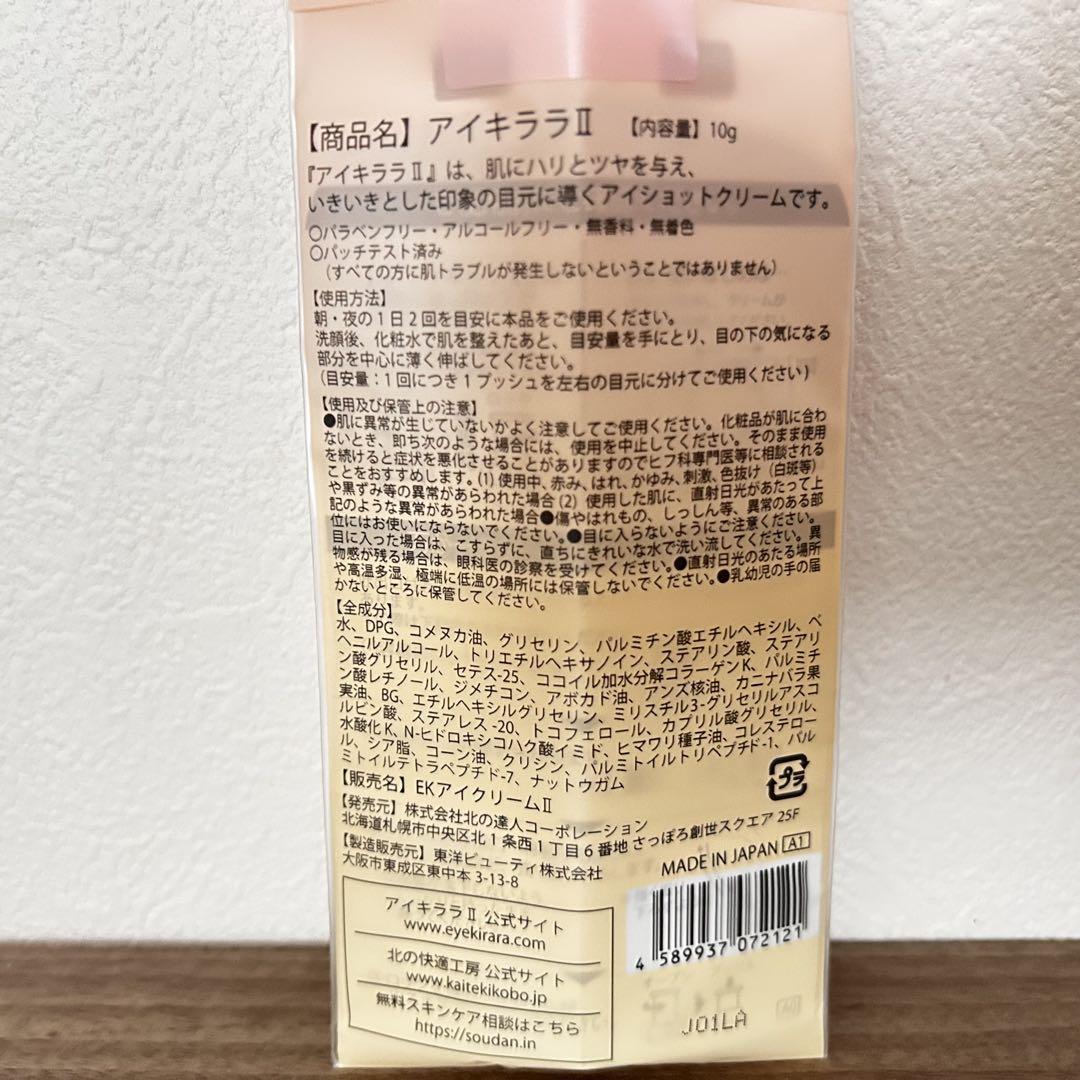 【商品名】アイキララⅡ 【内容量】10g
『アイキララⅡ』は、肌にハリとツヤを与え、
いきいきとした印象の目元に導くアイショットクリームです。
○パラベンフリー・アルコールフリー・無香料・無着色
○パッチテスト済み
（すべての方に肌トラブルが発生しないということではありません）
【使用方法】
朝・夜の1日2回を目安に本品をご使用ください。
洗顔後、化粧水で肌を整えたあと、目安量を手にとり、目の下の気になる
部分を中心に薄く伸ばしてください。
（目安量：1回につき1プッシュを左右の目元に分けてご使用ください）
【使用及び保管上の注意】
●肌に異常が生じていないかよく注意してご使用ください。化粧品が肌に合わ
ないとき、即ち次のような場合には、使用を中止してください。そのまま使用
を続けると症状を悪化させることがありますのでヒフ科専門医等に相談される
ことをおすすめします。(1)使用中、赤み、はれ、かゆみ、刺激、色抜け（白斑等）
や黒ずみ等の異常があらわれた場合(2)使用した肌に、直射日光があたって上
記のような異常があらわれた場合●傷やはれもの、しっしん等、異常のある部
位にはお使いにならないでください。●目に入らないようにご注意ください。
目に入った場合は、こすらずに、直ちにきれいな水で洗い流してください。異
物感が残る場合は、眼科医の診察を受けてください。●直射日光のあたる場所
や高温多湿、極端に低温の場所には保管しないでください。●乳幼児の手の届
かないところに保管してください。
【全成分】
水、DPG、コメヌカ油、グリセリン、パルミチン酸エチルヘキシル、ベ
ヘニルアルコール、トリエチルヘキサノイン、ステアリン酸、ステアリ
ン酸グリセリル、セテス-25、ココイル加水分解コラーゲンK、パルミチ
ン酸レチノール、ジメチコン、アボカド油、アンズ核油、カニナバラ果
実油、BG、エチルヘキシルグリセリン、ミリスチル3-グリセリルアスコ
ルビン酸、ステアレス-20、トコフェロール、カプリル酸グリセリル、
水酸化K、N-ヒドロキシコハク酸イミド、ヒマワリ種子油、コレステロー
ル、シア脂、コーン油、クリシン、パルミトイルトリペプチド-1、パル
ミトイルテトラペプチド-7、ナットウガム
【販売名】EKアイクリームⅡ
プラ
【発売元】株式会社北の達人コーポレーション
北海道札幌市中央区北1条西1丁目6番地 さっぽろ創世スクエア 25F
【製造販売元】東洋ビューティ株式会社
大阪市東成区東中本 3-13-8
MADE IN JAPAN A1
アイキララⅡ 公式サイト
www.eyekirara.com
北の快適工房 公式サイト
www.kaitekikobo.jp
無料スキンケア相談はこちら
https://soudan.in
4 589937 072121
J01LA